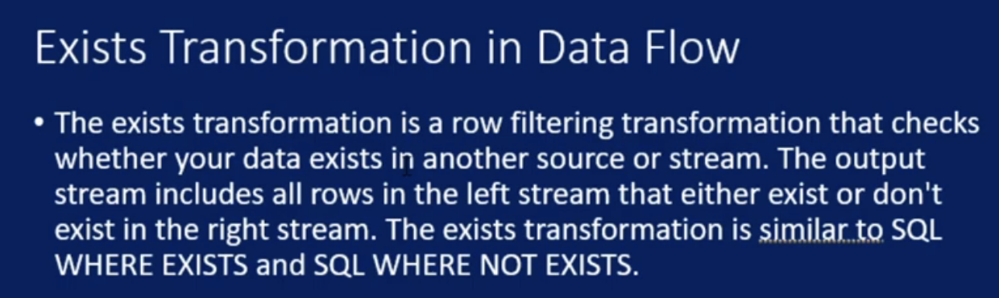 Exists Transformation in Data Flow
• The exists transformation is a row filtering transformation that checks
whether your data exists in another source or stream. The output
stream includes all rows in the left stream that either exist or don't
exist in the right stream. The exists transformation is similar to SQL
WHERE EXISTS and SQL WHERE NOT EXISTS.